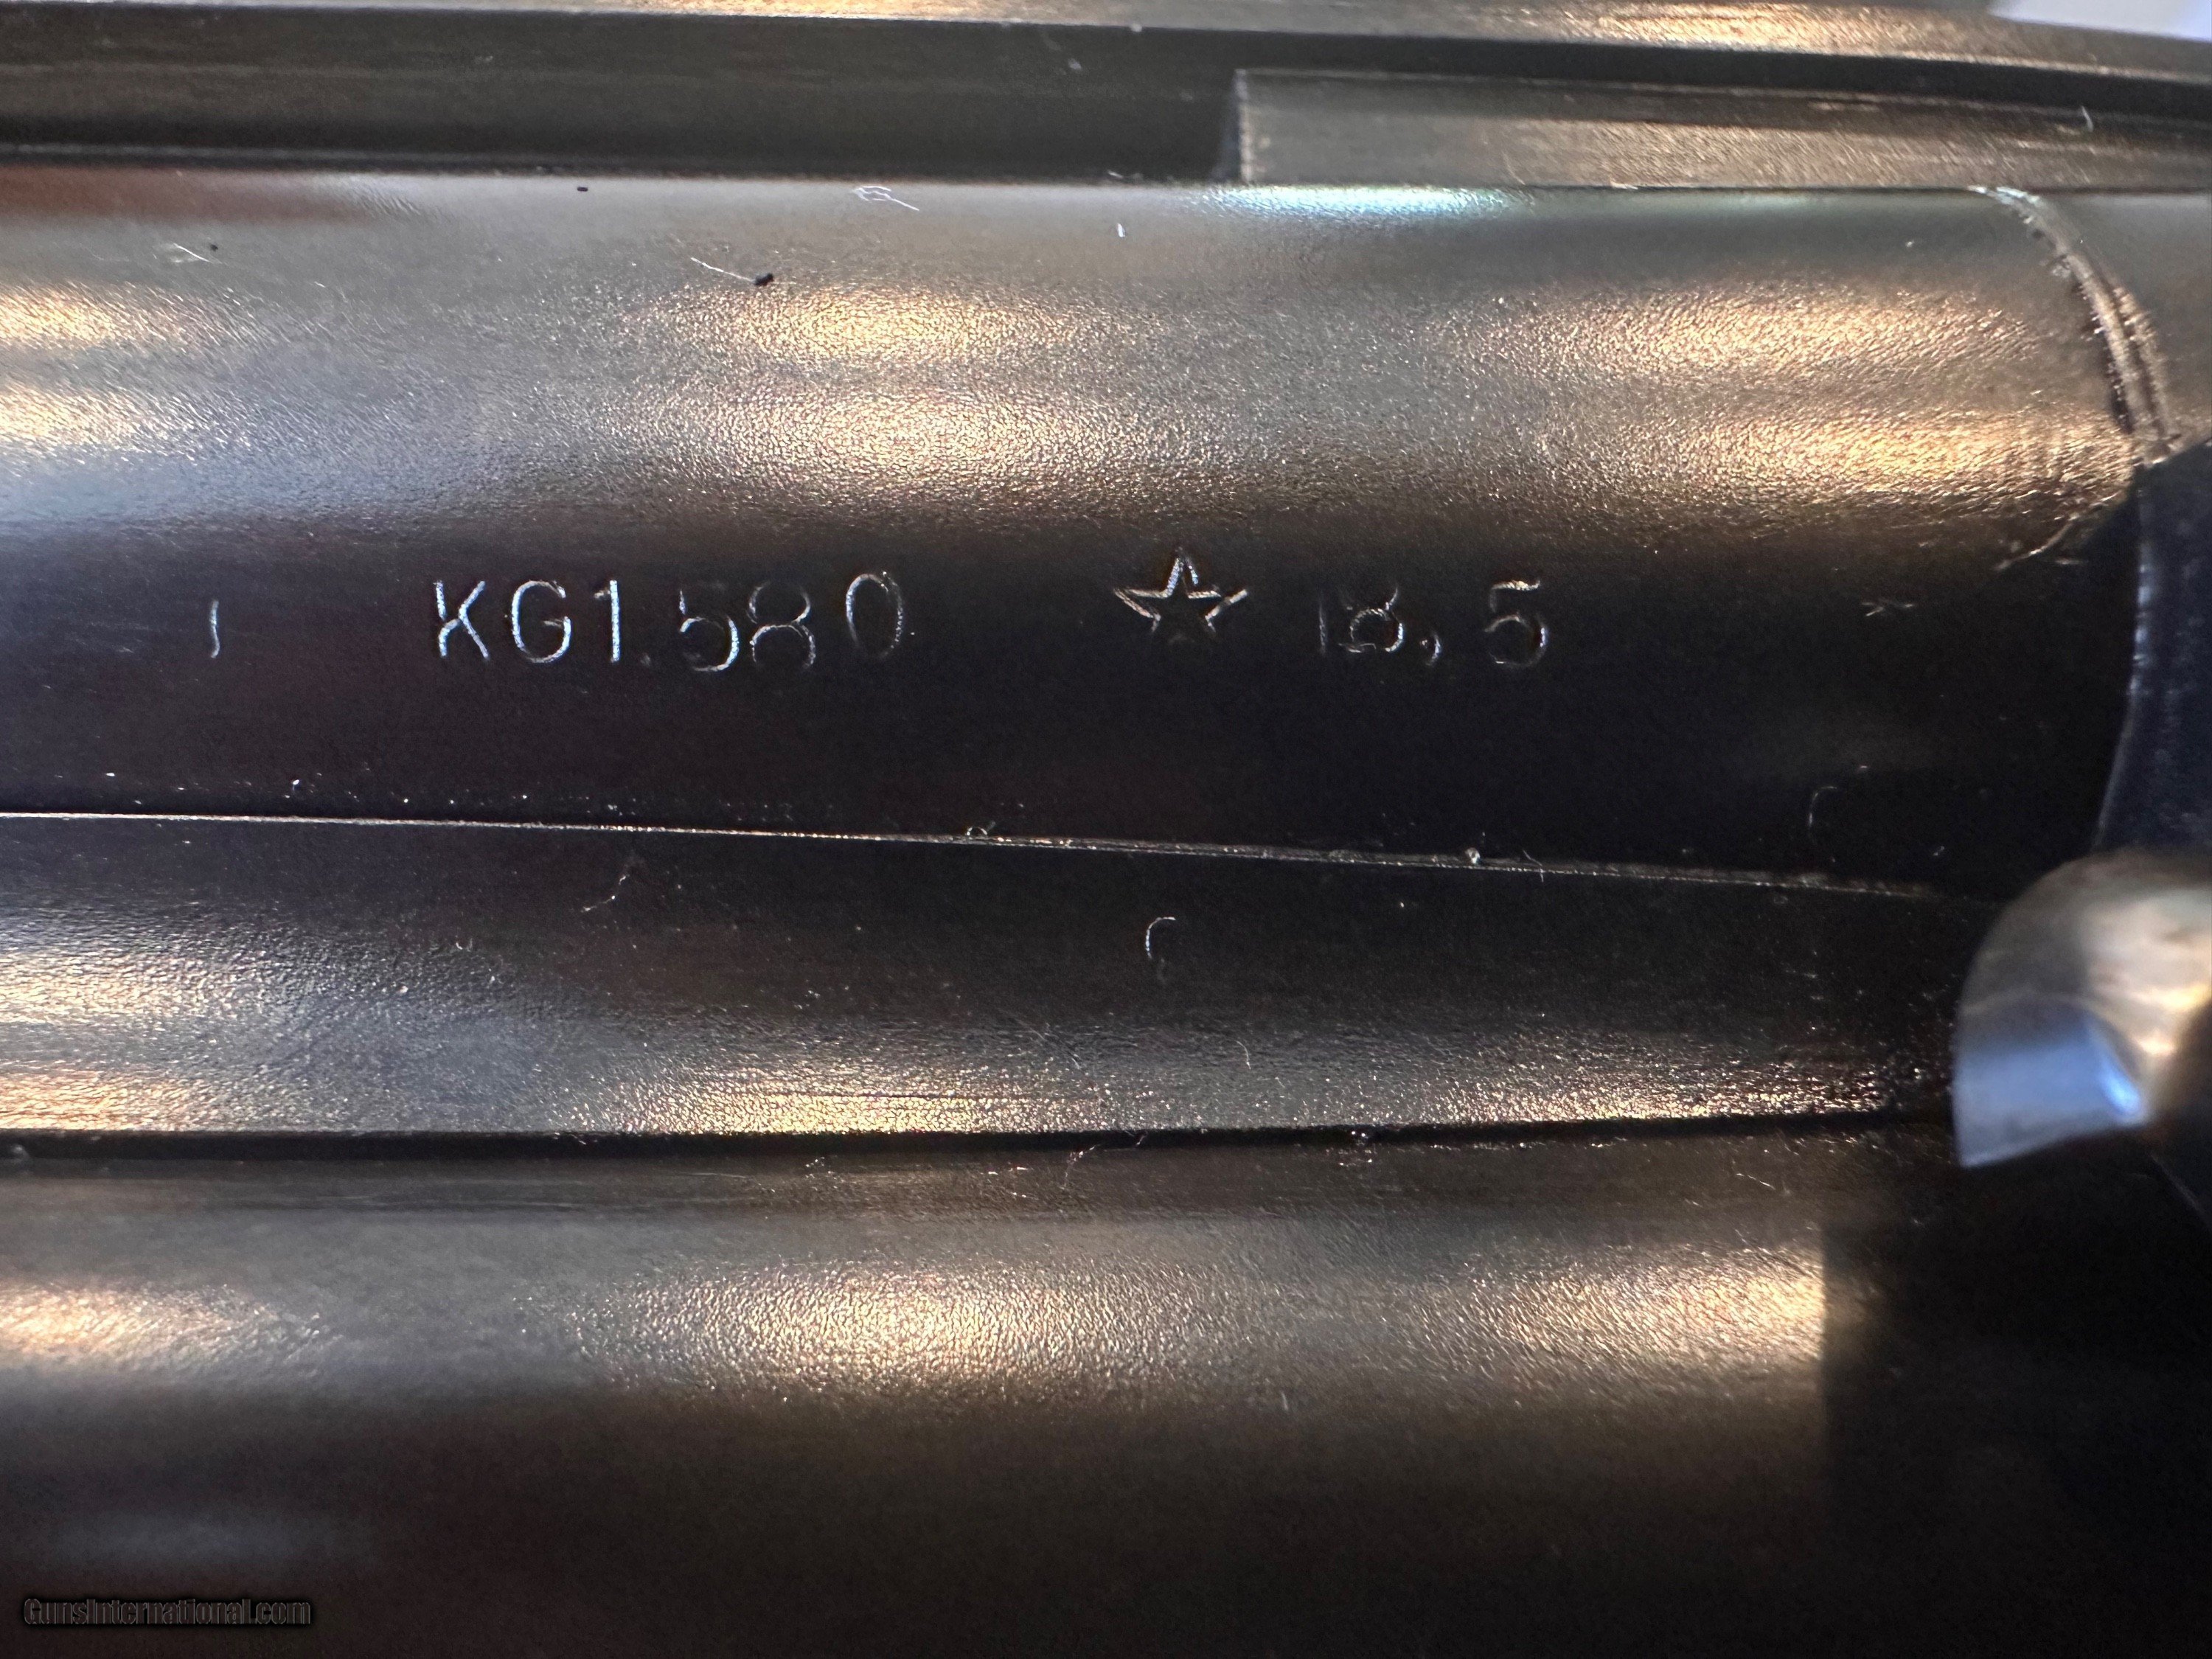 KG1.580 ☆ 18,5
GunsInternational.com